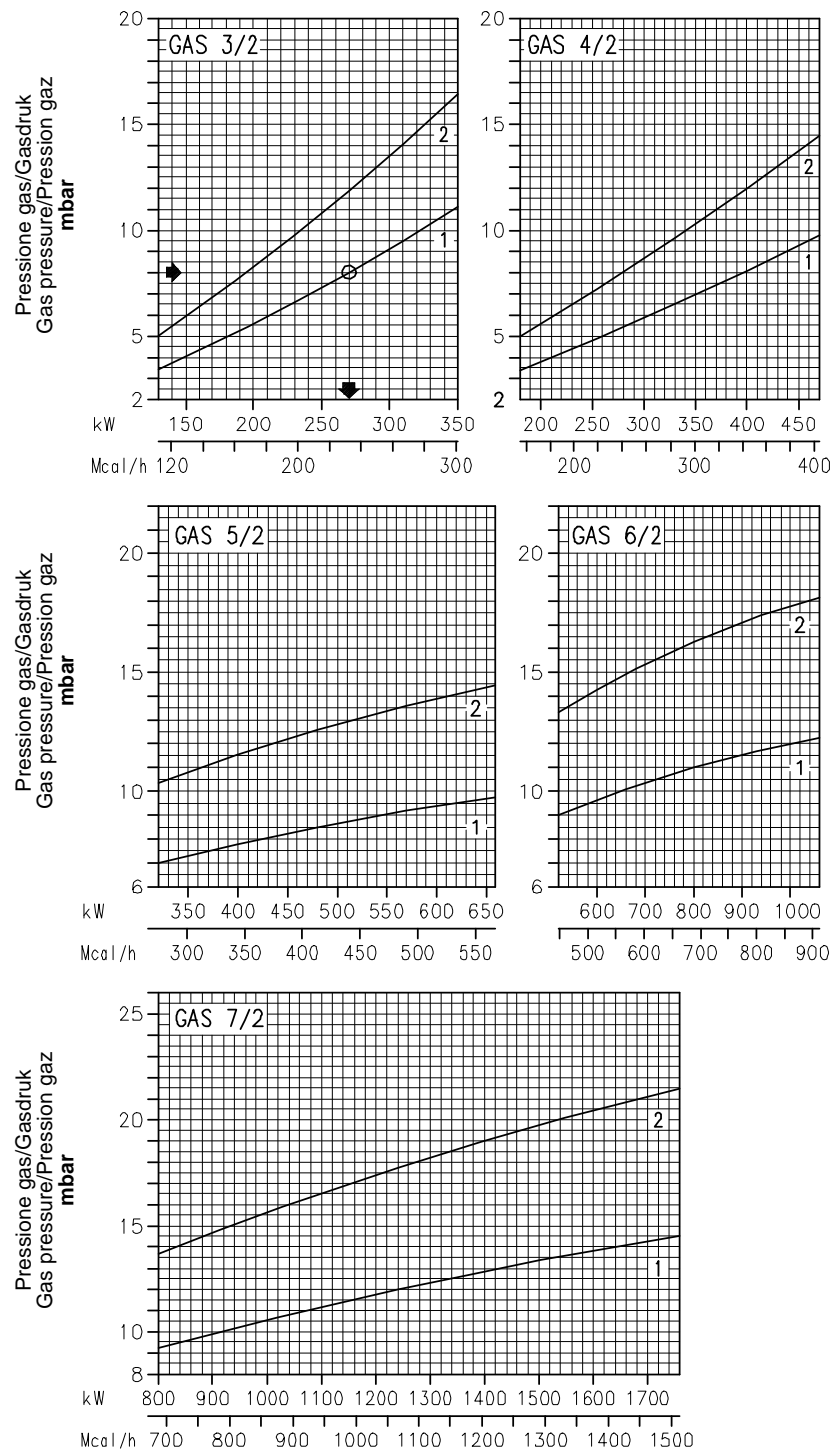 GAS 3/2
20
15
10
5
2
2
1
Pressione gas/Gasdruk
Gas pressure/Pression gaz
mbar
kW 150 200 250 300 350
Mcal/h 120 200 300
GAS 4/2
20
15
10
5
2
2
1
200 250 300 350 400 450
200 300 400
GAS 5/2
20
15
10
6
2
1
Pressione gas/Gasdruk
Gas pressure/Pression gaz
mbar
kW 350 400 450 500 550 600 650
Mcal/h 300 350 400 450 500 550
GAS 6/2
20
15
10
6
2
1
600 700 800 900 1000
500 600 700 800 900
GAS 7/2
25
20
15
10
8
2
1
Pressione gas/Gasdruk
Gas pressure/Pression gaz
mbar
kW 800 900 1000 1100 1200 1300 1400 1500 1600 1700
Mcal/h 700 800 900 1000 1100 1200 1300 1400 1500